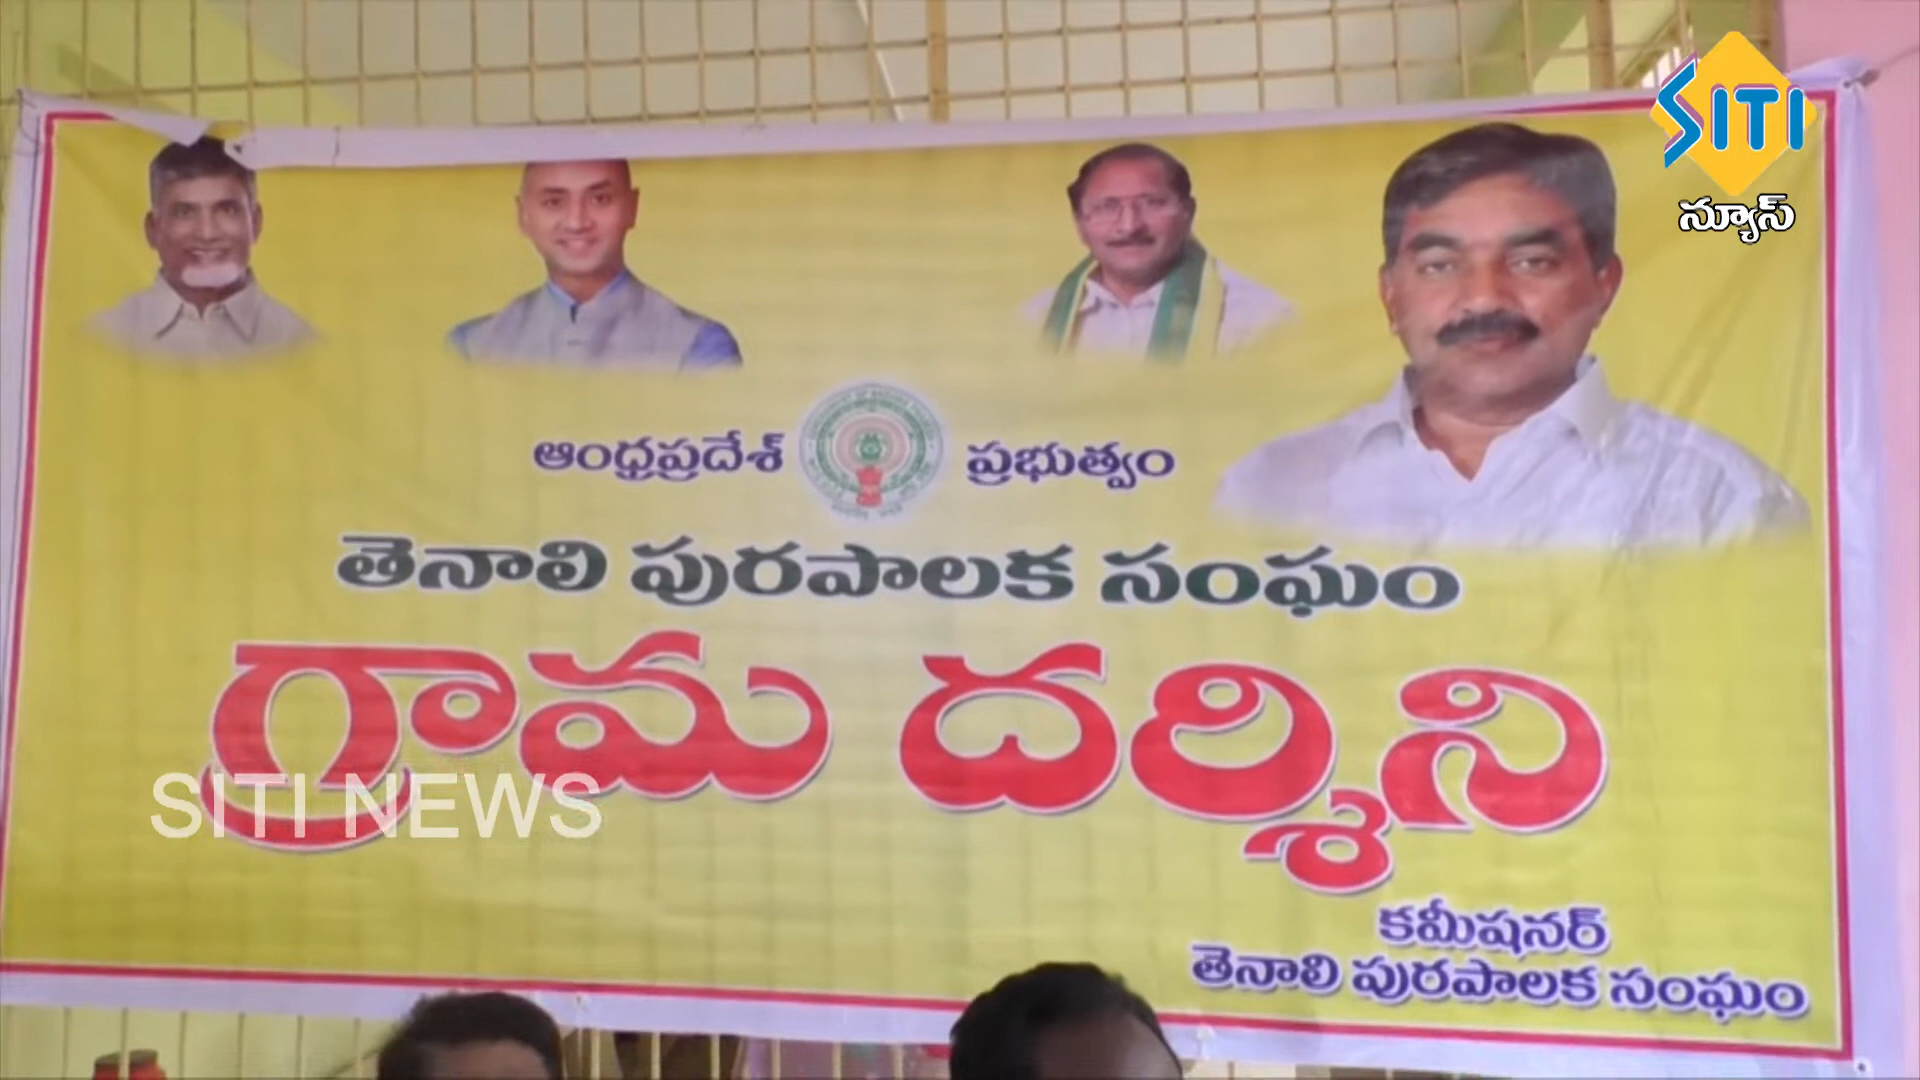 SITI
న్యూస్
ఆంధ్రప్రదేశ్ ప్రభుత్వం
తెనాలి పురపాలక సంఘం
గ్రామ దర్శిని
SITI NEWS
కమీషనర్
తెనాలి పురపాలక సంఘం